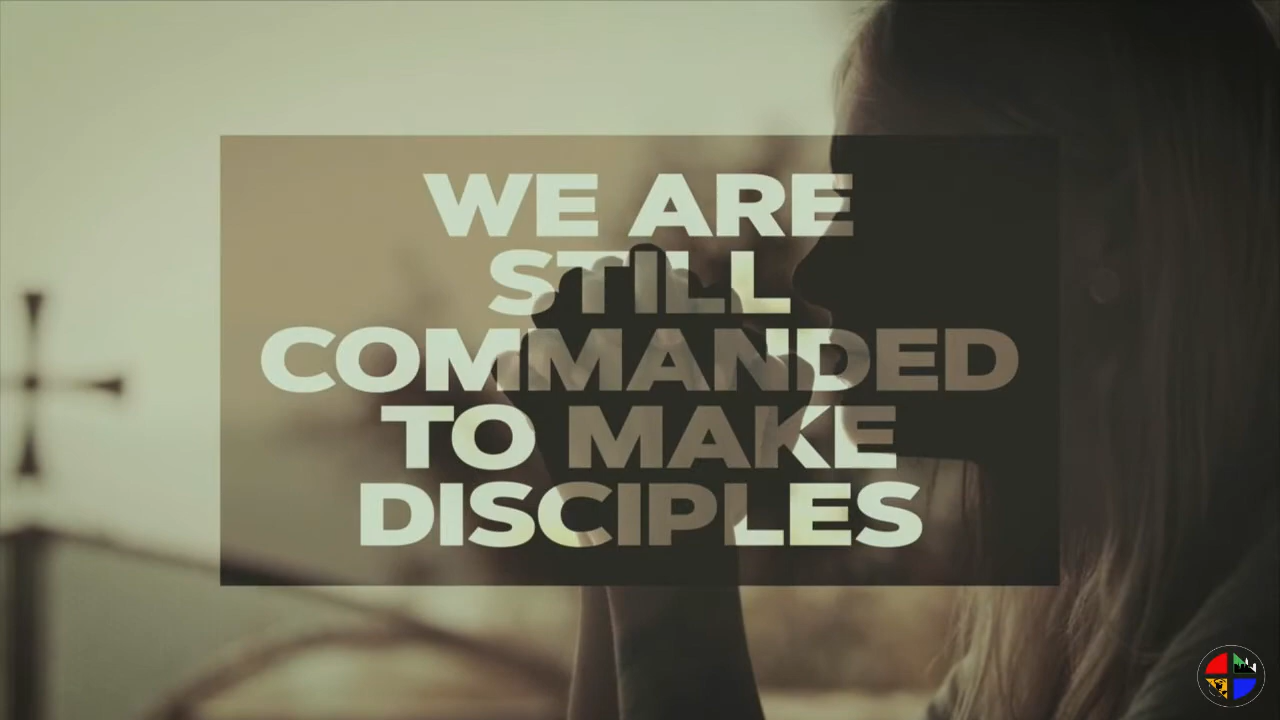 WE ARE
STILL
COMMANDED
TO MAKE
DISCIPLES